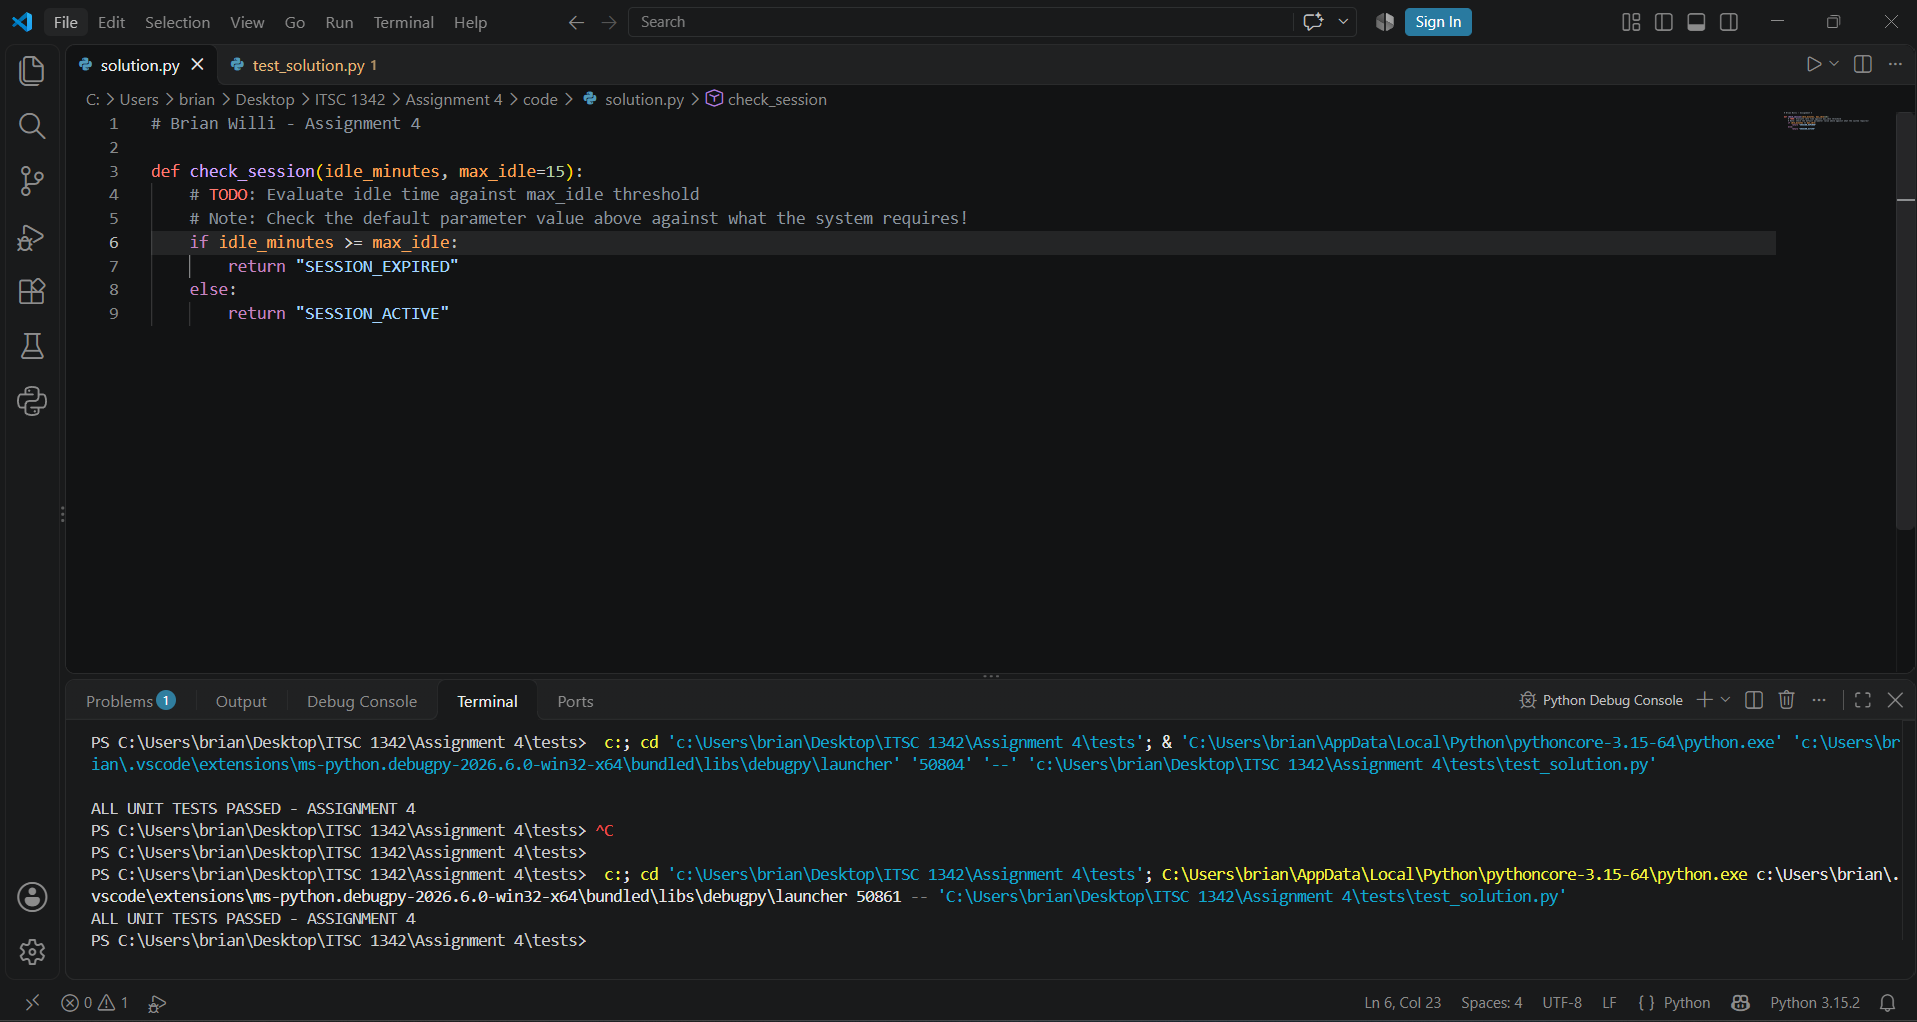 File Edit Selection View Go Run Terminal Help Search Sign In
solution.py test_solution.py 1
C: > Users > brian > Desktop > ITSC 1342 > Assignment 4 > code > solution.py > check_session
1 # Brian Willi - Assignment 4
2
3 def check_session(idle_minutes, max_idle=15):
4 # TODO: Evaluate idle time against max_idle threshold
5 # Note: Check the default parameter value above against what the system requires!
6 if idle_minutes >= max_idle:
7 return "SESSION_EXPIRED"
8 else:
9 return "SESSION_ACTIVE"
Problems 1 Output Debug Console Terminal Ports Python Debug Console
PS C:\Users\brian\Desktop\ITSC 1342\Assignment 4\tests>  c:; cd 'c:\Users\brian\Desktop\ITSC 1342\Assignment 4\tests'; & 'C:\Users\brian\AppData\Local\Python\pythoncore-3.15-64\python.exe' 'c:\Users\br
ian\.vscode\extensions\ms-python.debugpy-2026.6.0-win32-x64\bundled\libs\debugpy\launcher' '50804' '--' 'c:\Users\brian\Desktop\ITSC 1342\Assignment 4\tests\test_solution.py'
ALL UNIT TESTS PASSED - ASSIGNMENT 4
PS C:\Users\brian\Desktop\ITSC 1342\Assignment 4\tests> ^C
PS C:\Users\brian\Desktop\ITSC 1342\Assignment 4\tests>
PS C:\Users\brian\Desktop\ITSC 1342\Assignment 4\tests>  c:; cd 'c:\Users\brian\Desktop\ITSC 1342\Assignment 4\tests'; C:\Users\brian\AppData\Local\Python\pythoncore-3.15-64\python.exe c:\Users\brian\.
vscode\extensions\ms-python.debugpy-2026.6.0-win32-x64\bundled\libs\debugpy\launcher 50861 -- 'C:\Users\brian\Desktop\ITSC 1342\Assignment 4\tests\test_solution.py'
ALL UNIT TESTS PASSED - ASSIGNMENT 4
PS C:\Users\brian\Desktop\ITSC 1342\Assignment 4\tests>
0 1 Ln 6, Col 23 Spaces: 4 UTF-8 LF { } Python Python 3.15.2